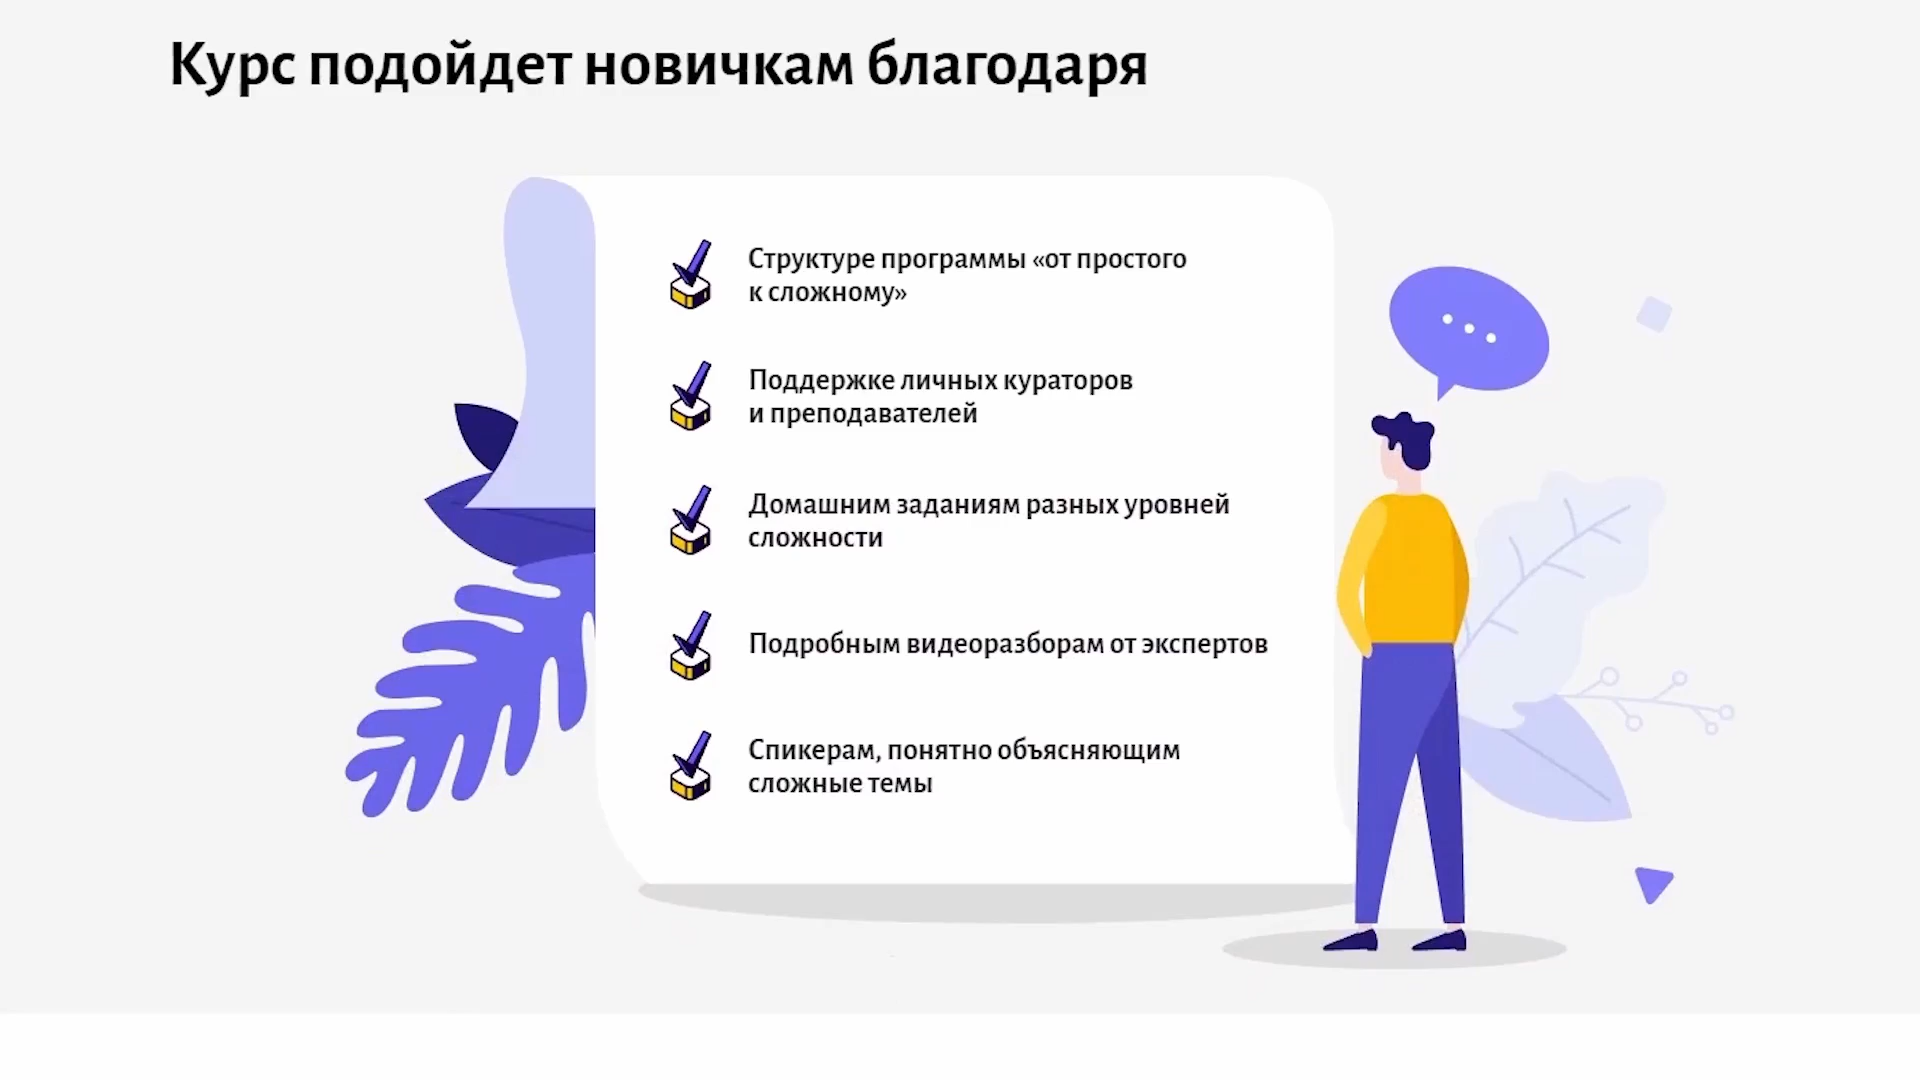 Курс подойдет новичкам благодаря
Структуре программы «от простого
к сложному»
Поддержке личных кураторов
и преподавателей
Домашним заданиям разных уровней
сложности
Подробным видеоразборам от экспертов
Спикерам, понятно объясняющим
сложные темы